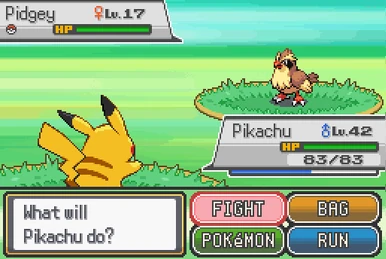 Pidgey ♀Lv.17
HP
Pikachu ♂Lv.42
HP
83/83
What will
Pikachu do?
FIGHT
BAG
POKéMON
RUN